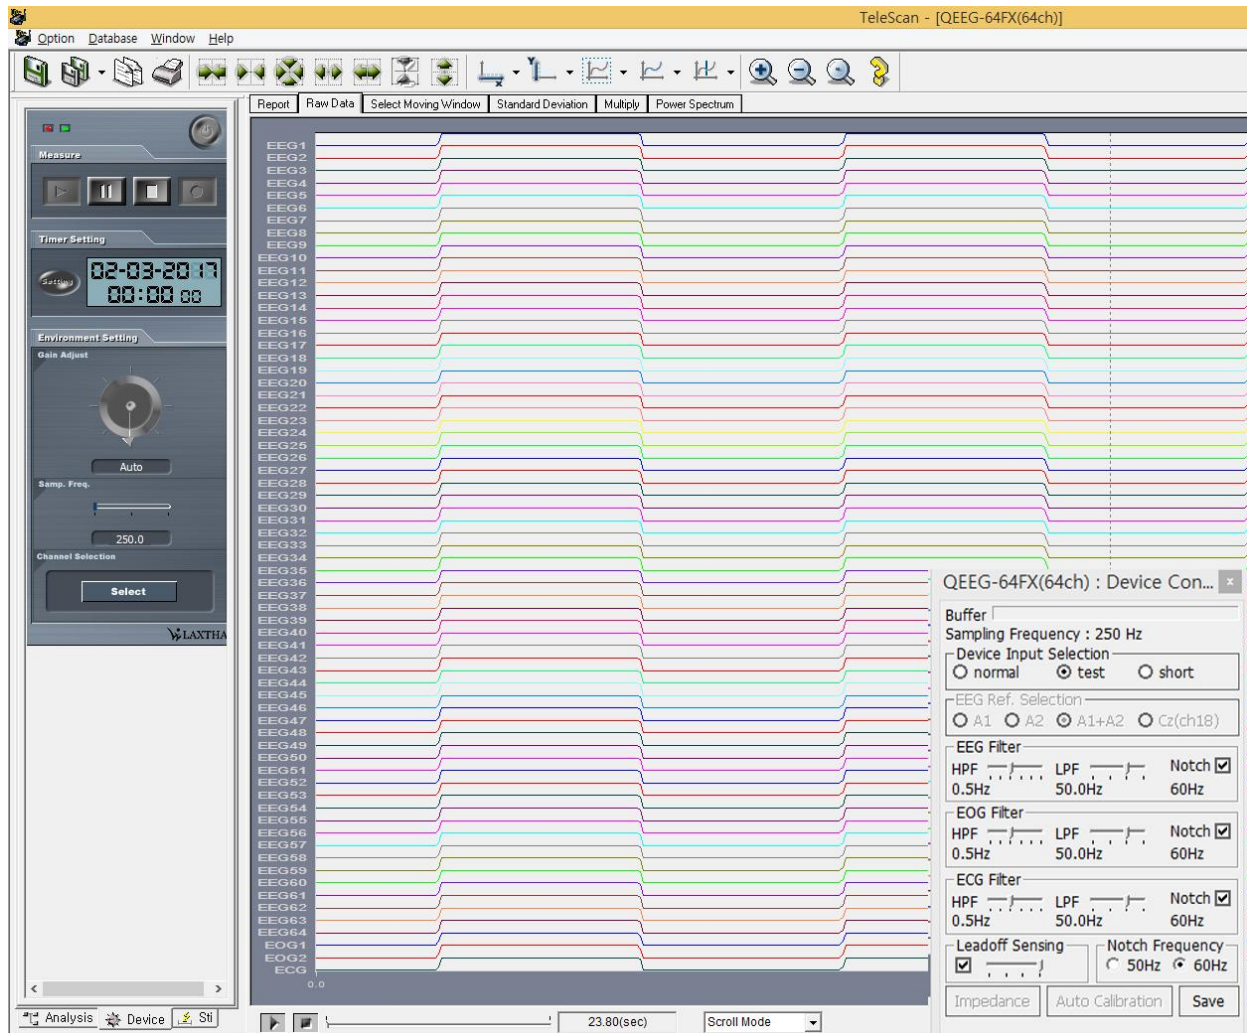 TeleScan - [QEEG-64FX(64ch)]
Option Database Window Help
Report Raw Data Select Moving Window Standard Deviation Multiply Power Spectrum
Measure
Timer Setting
Setting
02-03-2017
00:00 00
Environment Setting
Gain Adjust
Auto
Samp. Freq.
250.0
Channel Selection
Select
LAXTHA
Analysis Device Sti
EEG1
EEG2
EEG3
EEG4
EEG5
EEG6
EEG7
EEG8
EEG9
EEG10
EEG11
EEG12
EEG13
EEG14
EEG15
EEG16
EEG17
EEG18
EEG19
EEG20
EEG21
EEG22
EEG23
EEG24
EEG25
EEG26
EEG27
EEG28
EEG29
EEG30
EEG31
EEG32
EEG33
EEG34
EEG35
EEG36
EEG37
EEG38
EEG39
EEG40
EEG41
EEG42
EEG43
EEG44
EEG45
EEG46
EEG47
EEG48
EEG49
EEG50
EEG51
EEG52
EEG53
EEG54
EEG55
EEG56
EEG57
EEG58
EEG59
EEG60
EEG61
EEG62
EEG63
EEG64
EOG1
EOG2
ECG
0.0
23.80(sec) Scroll Mode
QEEG-64FX(64ch) : Device Con... x
Buffer
Sampling Frequency : 250 Hz
Device Input Selection
normal test short
EEG Ref. Selection
A1 A2 A1+A2 Cz(ch18)
EEG Filter
HPF LPF Notch
0.5Hz 50.0Hz 60Hz
EOG Filter
HPF LPF Notch
0.5Hz 50.0Hz 60Hz
ECG Filter
HPF LPF Notch
0.5Hz 50.0Hz 60Hz
Leadoff Sensing Notch Frequency
50Hz 60Hz
Impedance Auto Calibration Save